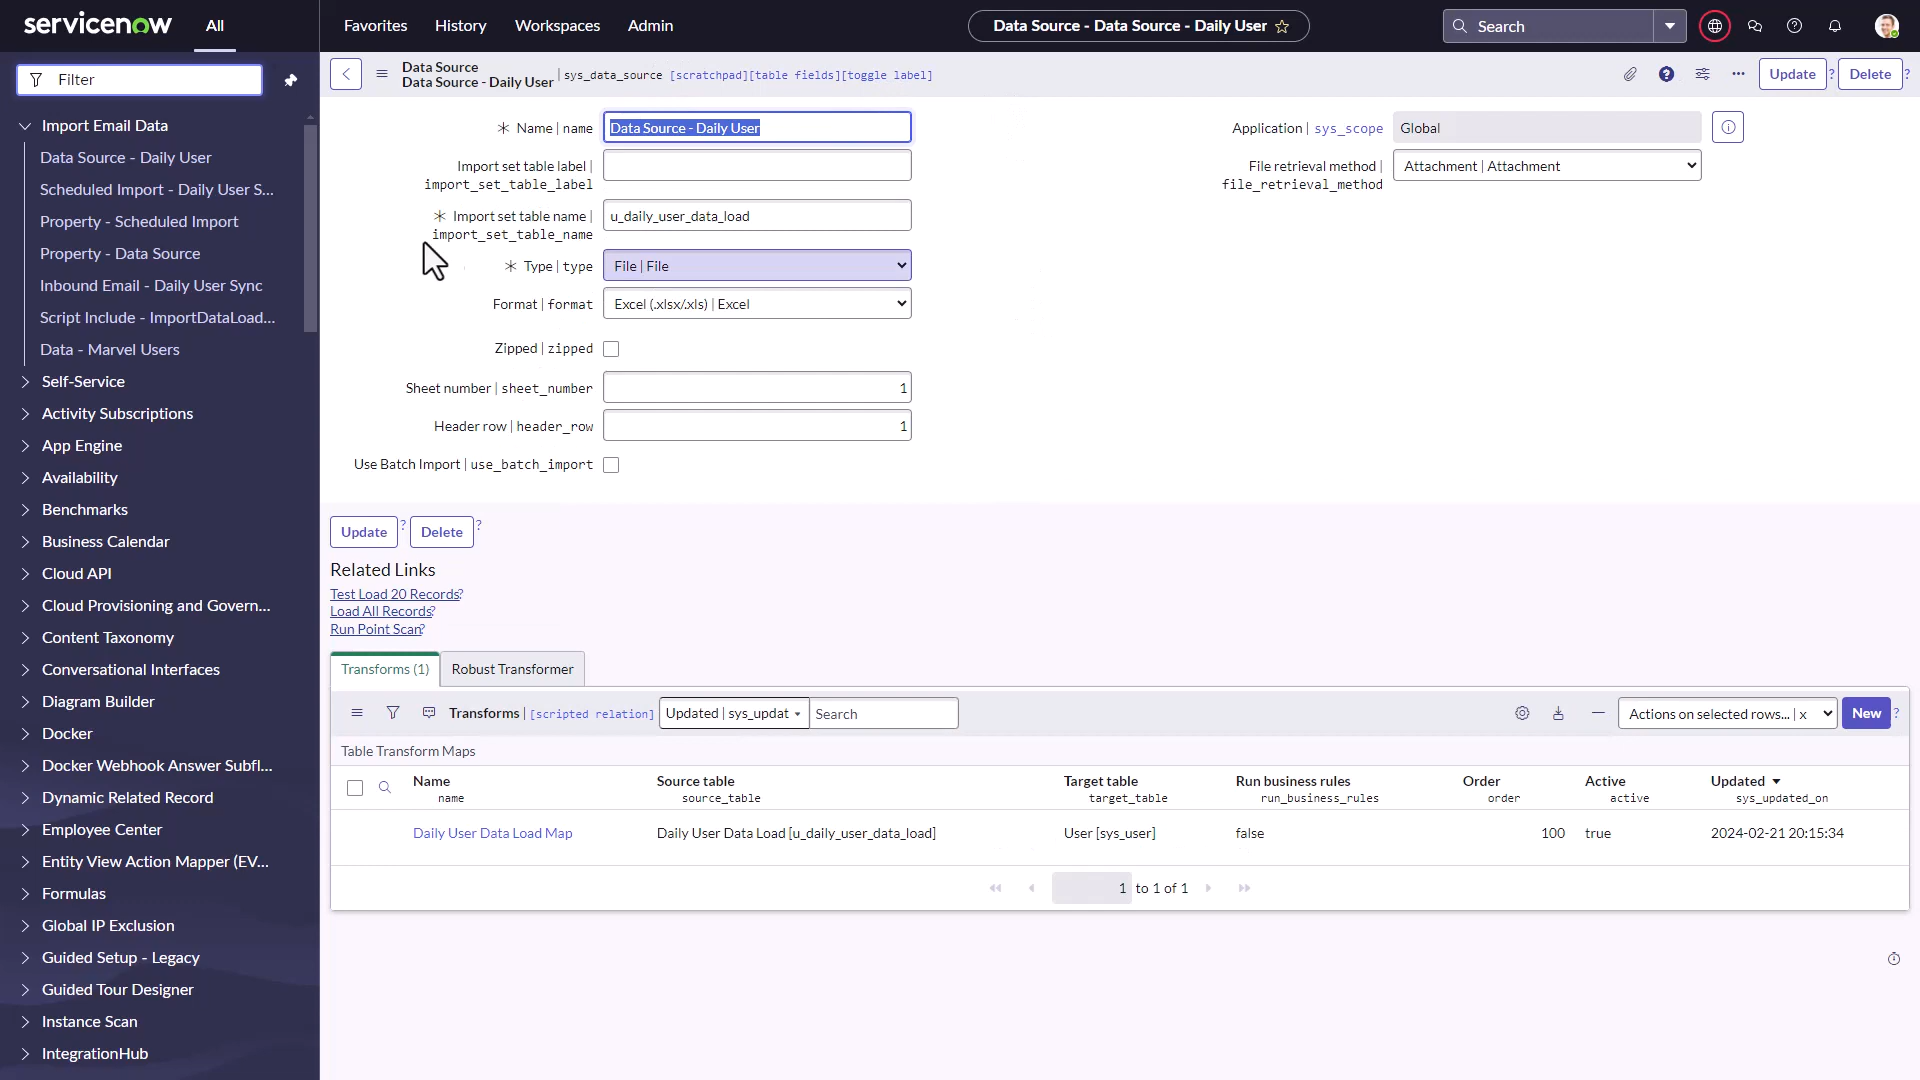 servicenow
All
Favorites
History
Workspaces
Admin
Data Source - Data Source - Daily User
Search
Filter
Import Email Data
Data Source - Daily User
Scheduled Import - Daily User S...
Property - Scheduled Import
Property - Data Source
Inbound Email - Daily User Sync
Script Include - ImportDataLoad...
Data - Marvel Users
Self-Service
Activity Subscriptions
App Engine
Availability
Benchmarks
Business Calendar
Cloud API
Cloud Provisioning and Govern...
Content Taxonomy
Conversational Interfaces
Diagram Builder
Docker
Docker Webhook Answer Subfl...
Dynamic Related Record
Employee Center
Entity View Action Mapper (EV...
Formulas
Global IP Exclusion
Guided Setup - Legacy
Guided Tour Designer
Instance Scan
IntegrationHub
Data Source
Data Source - Daily User | sys_data_source [scratchpad][table fields][toggle label]
Update ?
Delete ?
Name | name
Data Source - Daily User
Import set table label |
import_set_table_label
Import set table name |
import_set_table_name
u_daily_user_data_load
Type | type
File | File
Format | format
Excel (.xlsx/.xls) | Excel
Zipped | zipped
Sheet number | sheet_number
1
Header row | header_row
1
Use Batch Import | use_batch_import
Application | sys_scope
Global
File retrieval method |
file_retrieval_method
Attachment | Attachment
Update ?
Delete ?
Related Links
Test Load 20 Records?
Load All Records?
Run Point Scan?
Transforms (1)
Robust Transformer
Transforms | [scripted relation]
Updated | sys_updat
Search
Actions on selected rows... | x
New ?
Table Transform Maps
Name
name
Source table
source_table
Target table
target_table
Run business rules
run_business_rules
Order
order
Active
active
Updated
sys_updated_on
Daily User Data Load Map
Daily User Data Load [u_daily_user_data_load]
User [sys_user]
false
100
true
2024-02-21 20:15:34
1 to 1 of 1